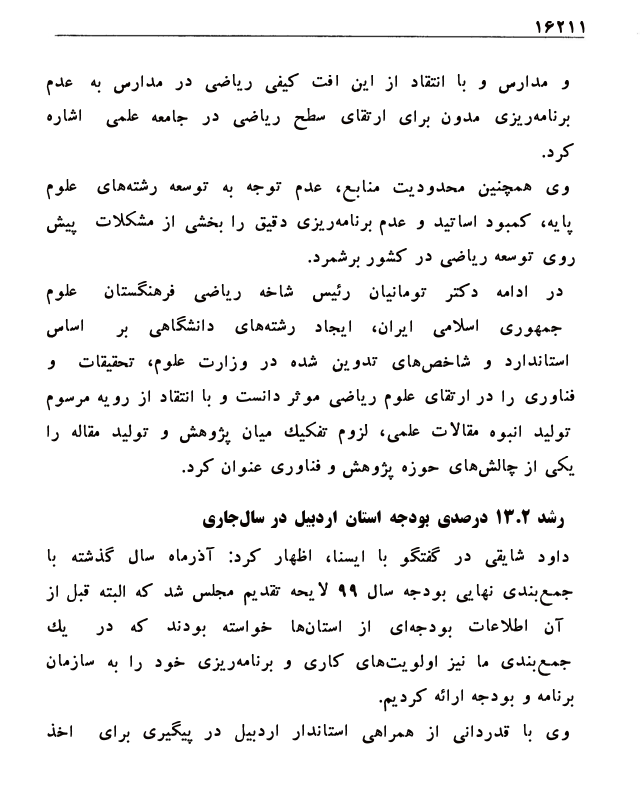 ۱۶۲۱۱
و مدارس و با انتقاد از این افت کیفی ریاضی در مدارس به عدم
برنامه‌ریزی مدون برای ارتقای سطح ریاضی در جامعه علمی اشاره
کرد.
وی همچنین محدودیت منابع، عدم توجه به توسعه رشته‌های علوم
پایه، کمبود اساتید و عدم برنامه‌ریزی دقیق را بخشی از مشکلات پیش
روی توسعه ریاضی در کشور برشمرد.
در ادامه دکتر تومانیان رئیس شاخه ریاضی فرهنگستان علوم
جمهوری اسلامی ایران، ایجاد رشته‌های دانشگاهی بر اساس
استاندارد و شاخص‌های تدوین شده در وزارت علوم، تحقیقات و
فناوری را در ارتقای علوم ریاضی موثر دانست و با انتقاد از رویه مرسوم
تولید انبوه مقالات علمی، لزوم تفکیک میان پژوهش و تولید مقاله را
یکی از چالش‌های حوزه پژوهش و فناوری عنوان کرد.
رشد ۱۳.۲ درصدی بودجه استان اردبیل در سال‌جاری
داود شایقی در گفتگو با ایسنا، اظهار کرد: آذرماه سال گذشته با
جمع‌بندی نهایی بودجه سال ۹۹ لایحه تقدیم مجلس شد که البته قبل از
آن اطلاعات بودجه‌ای از استان‌ها خواسته بودند که در یک
جمع‌بندی ما نیز اولویت‌های کاری و برنامه‌ریزی خود را به سازمان
برنامه و بودجه ارائه کردیم.
وی با قدردانی از همراهی استاندار اردبیل در پیگیری برای اخذ